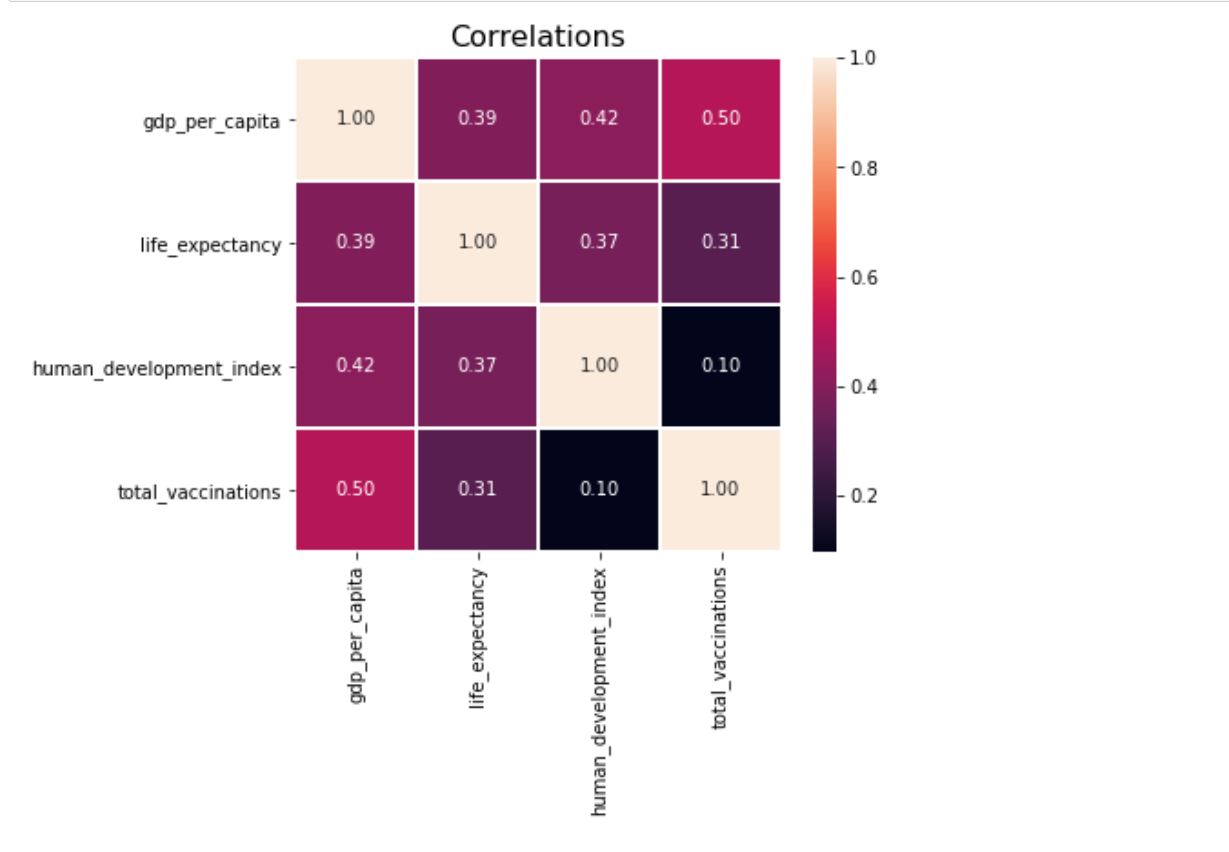 Correlations
1.0
gdp_per_capita 1.00 0.39 0.42 0.50
0.8
life_expectancy 0.39 1.00 0.37 0.31
0.6
human_development_index 0.42 0.37 1.00 0.10
0.4
total_vaccinations 0.50 0.31 0.10 1.00
0.2
gdp_per_capita
life_expectancy
human_development_index
total_vaccinations